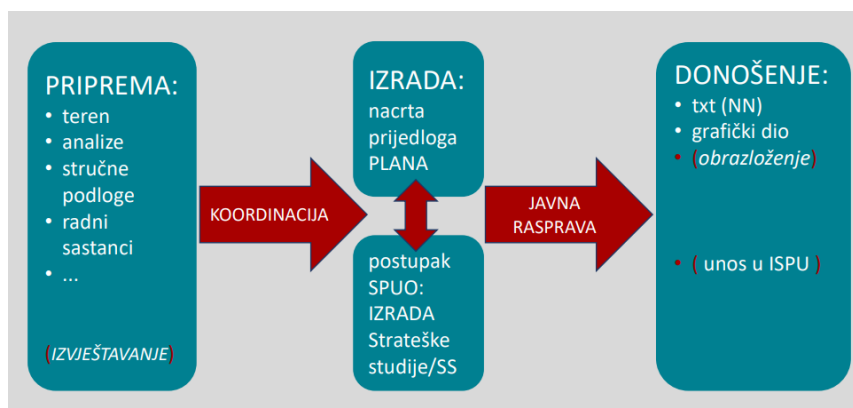 PRIPREMA:
• teren
• analize
• stručne
podloge
• radni
sastanci
• ...
(IZVJEŠTAVANJE)
KOORDINACIJA
IZRADA:
nacrta
prijedloga
PLANA
postupak
SPUO:
IZRADA
Strateške
studije/SS
JAVNA
RASPRAVA
DONOŠENJE:
• txt (NN)
• grafički dio
• (obrazloženje)
• ( unos u ISPU )